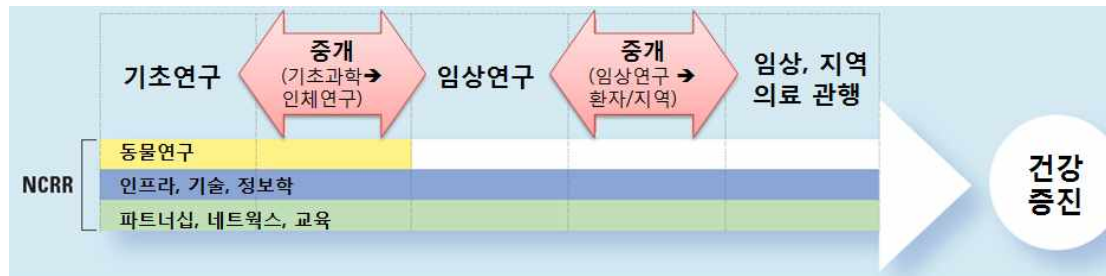 기초연구
중개
(기초과학➔
인체연구)
임상연구
중개
(임상연구 ➔
환자/지역)
임상, 지역
의료 관행
NCRR
동물연구
인프라, 기술, 정보학
파트너십, 네트웍스, 교육
건강
증진